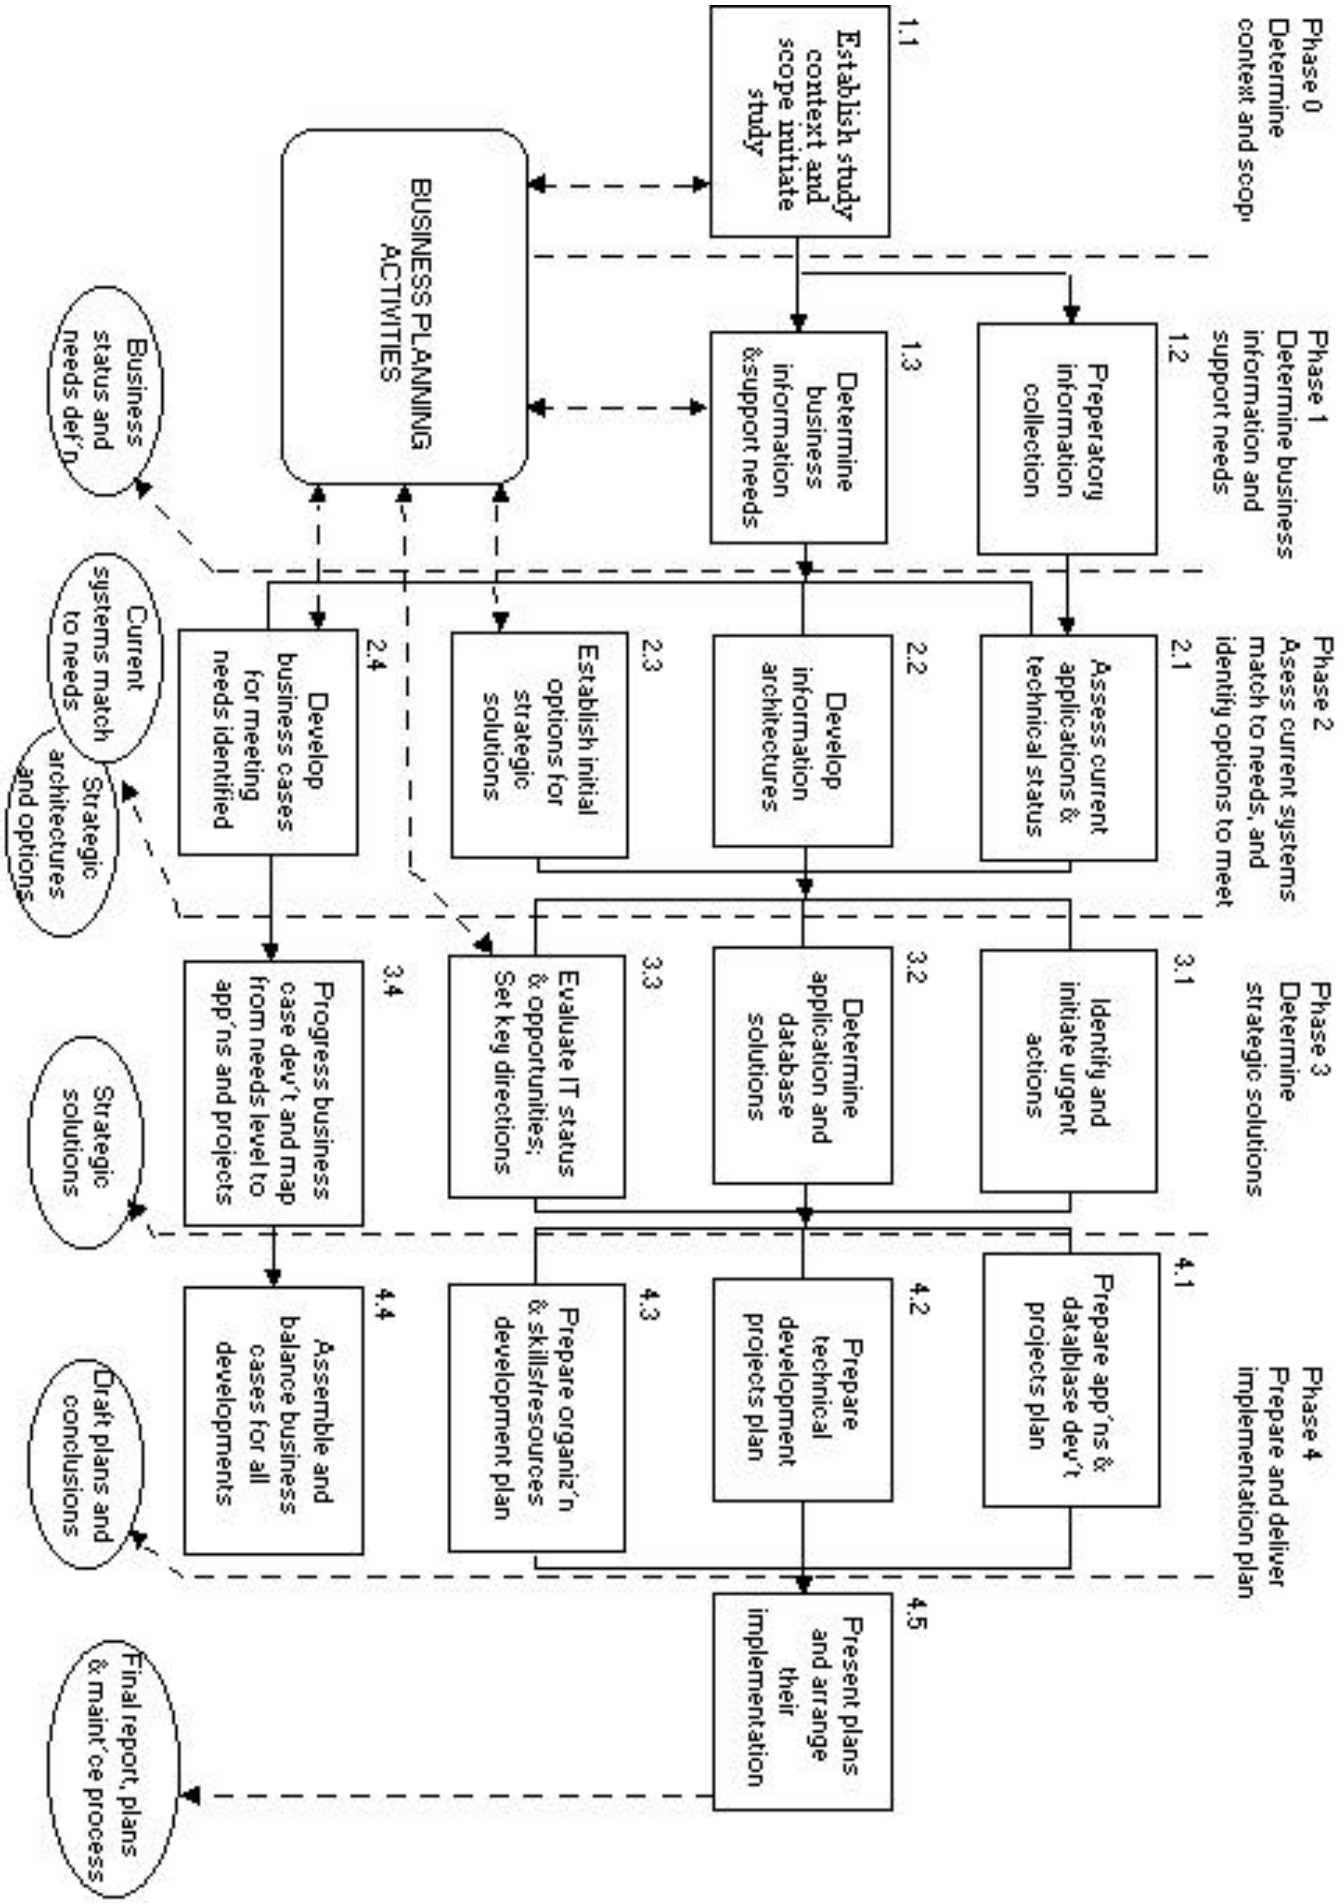 Phase 0
Determine
context and scop
Phase 1
Determine business
information and
support needs
Phase 2
Assess current systems
match to needs, and
identify options to meet
Phase 3
Determine
strategic solutions
Phase 4
Prepare and deliver
implementation plan
1.2
Preperatory
information
collection
2.1
Assess current
applications &
technical status
3.1
Identify and
initiate urgent
actions
4.1
Prepare app'ns &
data|b|ase dev't
projects plan
1.1
Establish study
context and
scope initiate
study
1.3
Determine
business
information
&support needs
2.2
Develop
information
architectures
3.2
Determine
application and
database
solutions
4.2
Prepare
technical
development
projects plan
4.5
Present plans
and arrange
their
implementation
BUSINESS PLANNING
ACTIVITIES
2.3
Establish initial
options for
strategic
solutions
3.3
Evaluate IT status
& opportunities;
Set key directions
4.3
Prepare organiz'n
& skills/resources
development plan
2.4
Develop
business cases
for meeting
needs identified
3.4
Progress business
case dev't and map
from needs level to
app'ns and projects
4.4
Assemble and
balance business
cases for all
developments
Business
status and
needs def'n
Current
systems match
to needs
Strategic
architectures
and options
Strategic
solutions
Draft plans and
conclusions
Final report, plans
& maint'ce process